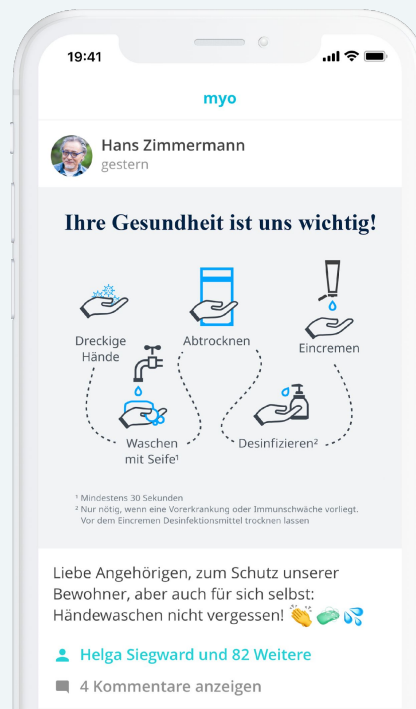 19:41
myo
Hans Zimmermann
gestern
Ihre Gesundheit ist uns wichtig!
Dreckige
Hände
Waschen
mit Seife¹
Abtrocknen
Desinfizieren²
Eincremen
¹ Mindestens 30 Sekunden
² Nur nötig, wenn eine Vorerkrankung oder Immunschwäche vorliegt.
Vor dem Eincremen Desinfektionsmittel trocknen lassen
Liebe Angehörigen, zum Schutz unserer
Bewohner, aber auch für sich selbst:
Händewaschen nicht vergessen! 👏🧼💦
Helga Siegward und 82 Weitere
4 Kommentare anzeigen